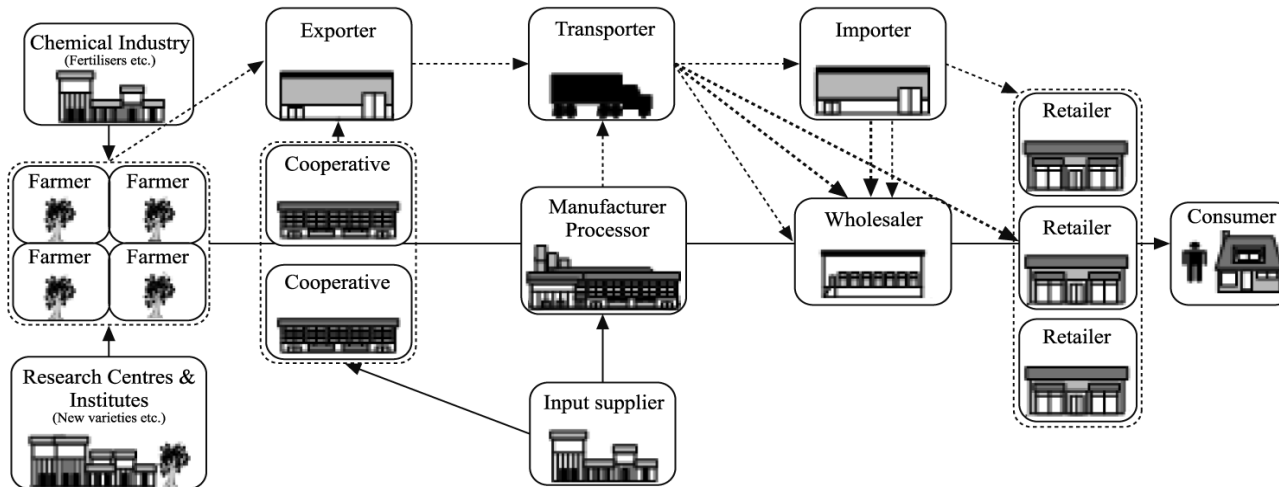 Chemical Industry
(Fertilisers etc.)
Exporter
Transporter
Importer
Retailer
Cooperative
Farmer
Farmer
Manufacturer
Processor
Wholesaler
Retailer
Consumer
Farmer
Farmer
Cooperative
Retailer
Research Centres &
Institutes
(New varieties etc.)
Input supplier